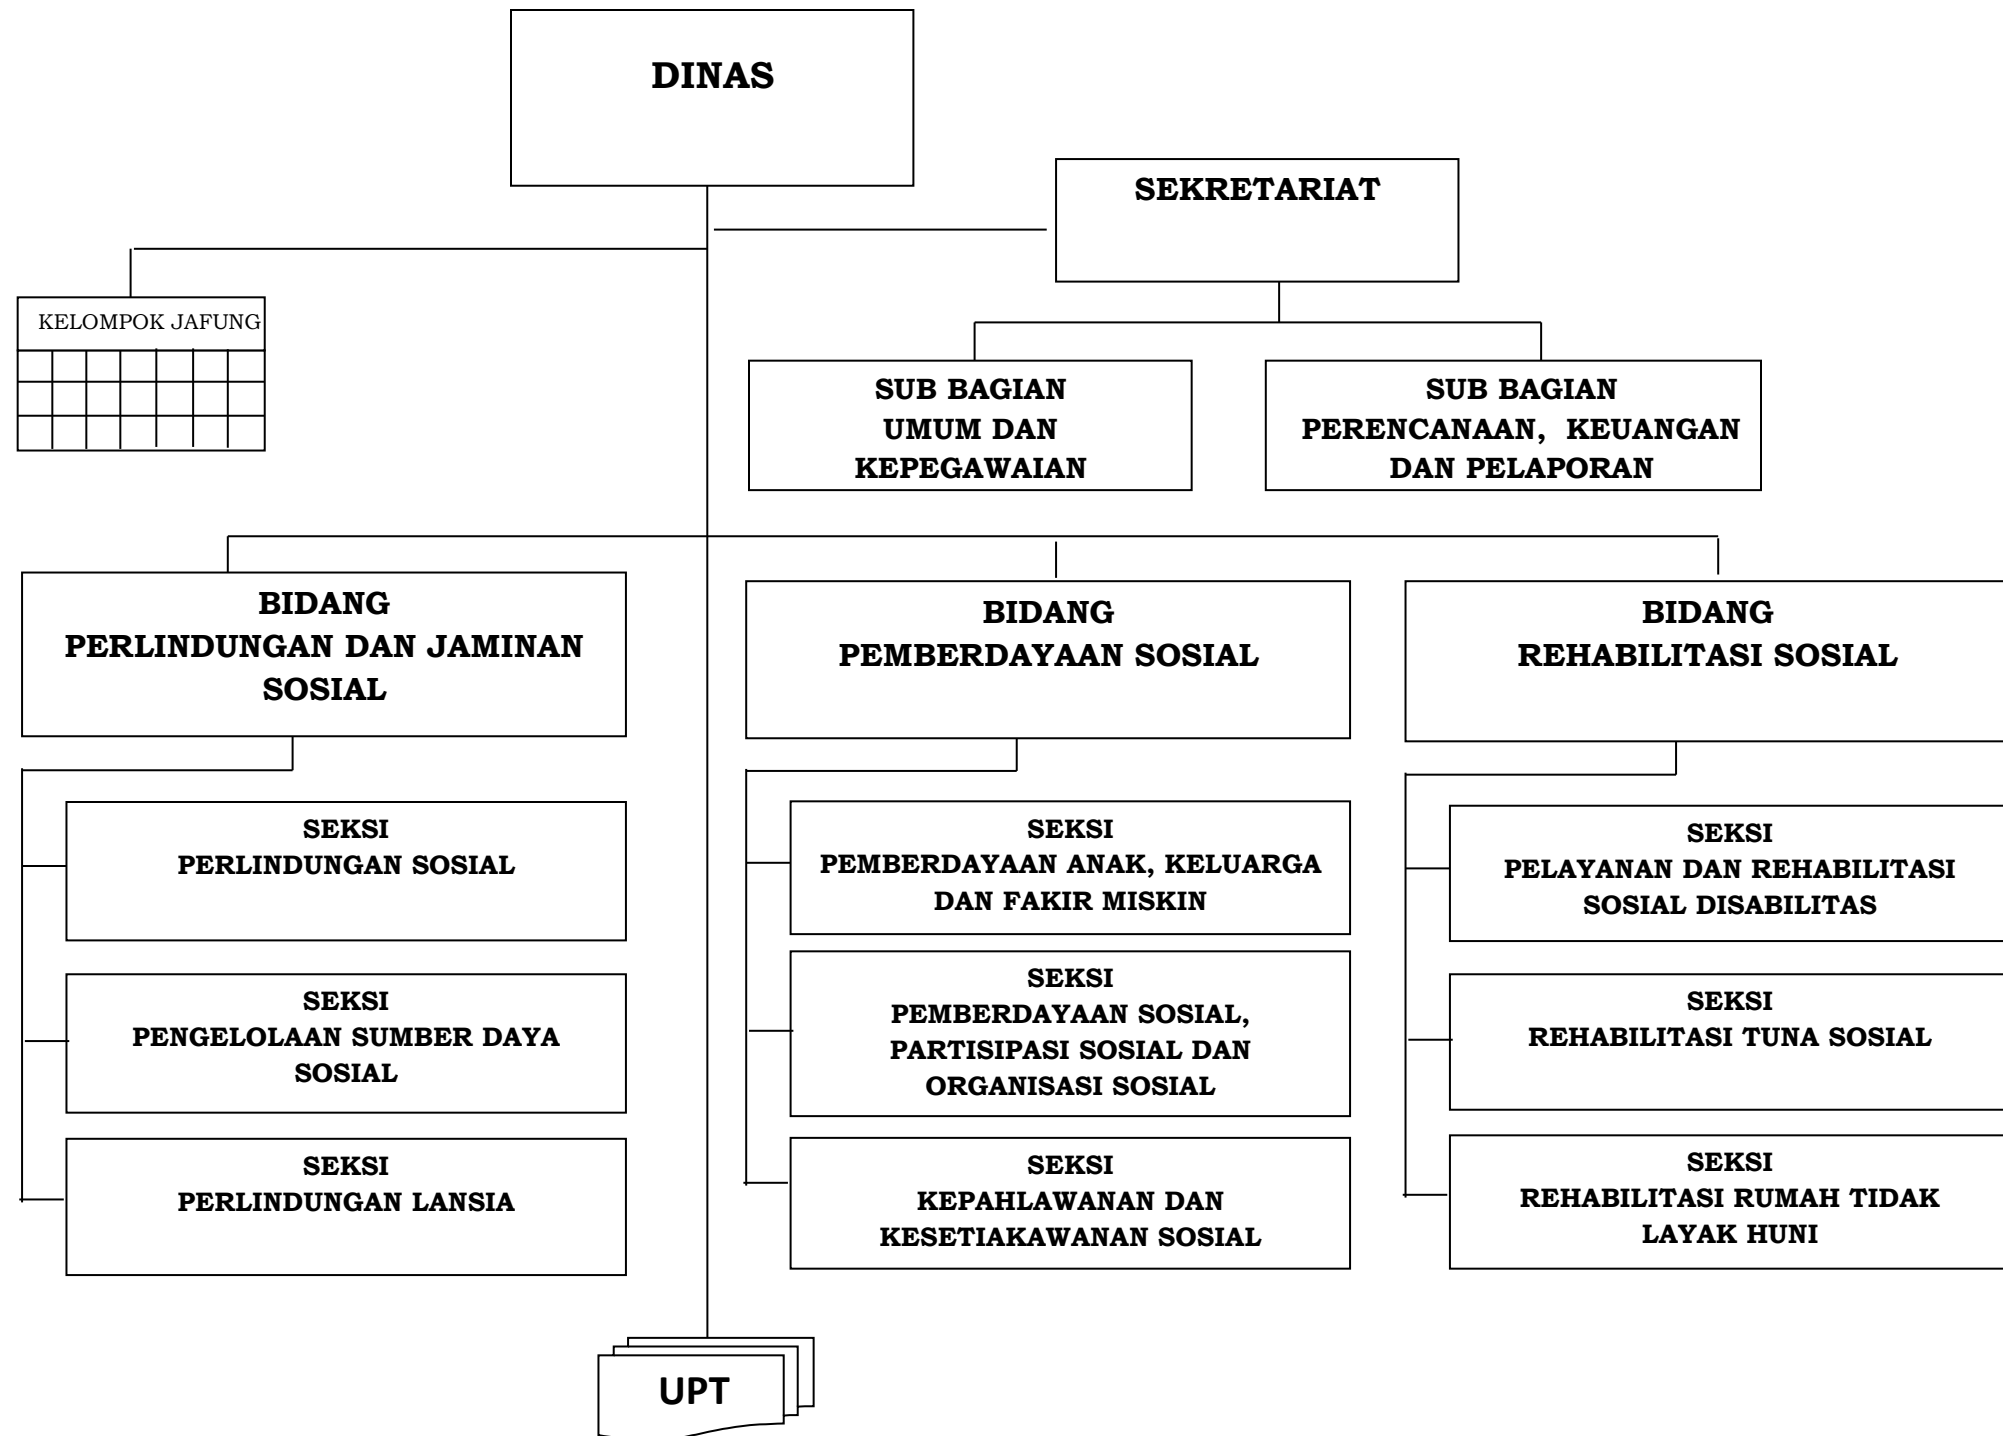 DINAS
SEKRETARIAT
KELOMPOK JAFUNG
SUB BAGIAN
UMUM DAN
KEPEGAWAIAN
SUB BAGIAN
PERENCANAAN, KEUANGAN
DAN PELAPORAN
BIDANG
PERLINDUNGAN DAN JAMINAN
SOSIAL
BIDANG
PEMBERDAYAAN SOSIAL
BIDANG
REHABILITASI SOSIAL
SEKSI
PERLINDUNGAN SOSIAL
SEKSI
PENGELOLAAN SUMBER DAYA
SOSIAL
SEKSI
PERLINDUNGAN LANSIA
SEKSI
PEMBERDAYAAN ANAK, KELUARGA
DAN FAKIR MISKIN
SEKSI
PEMBERDAYAAN SOSIAL,
PARTISIPASI SOSIAL DAN
ORGANISASI SOSIAL
SEKSI
KEPAHLAWANAN DAN
KESETIAKAWANAN SOSIAL
SEKSI
PELAYANAN DAN REHABILITASI
SOSIAL DISABILITAS
SEKSI
REHABILITASI TUNA SOSIAL
SEKSI
REHABILITASI RUMAH TIDAK
LAYAK HUNI
UPT